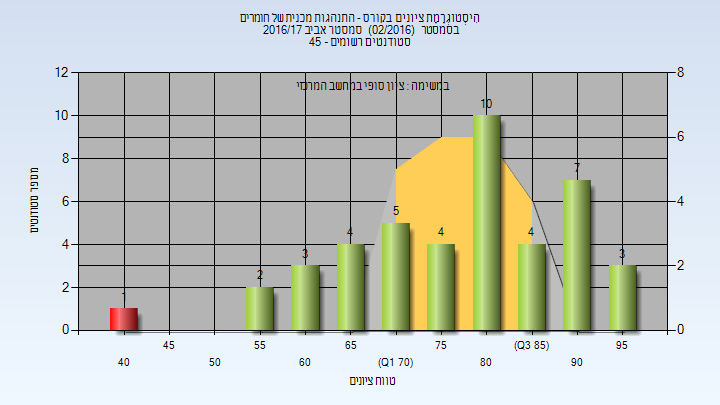 היסטוגרמת ציונים בקורס - התנהגות מכנית של חומרים
בסמסטר (02/2016) סמסטר אביב 2016/17
סטודנטים רשומים - 45
במשימה : ציון סופי במחשב המרכזי
12 8
10 6
8
6 4
4 2
2
0 0
מספר סטודנטים
1 2 3 4 5 4 10 4 7 3
45 55 65 75 (Q3 85) 95
40 50 60 (Q1 70) 80 90
טווח ציונים